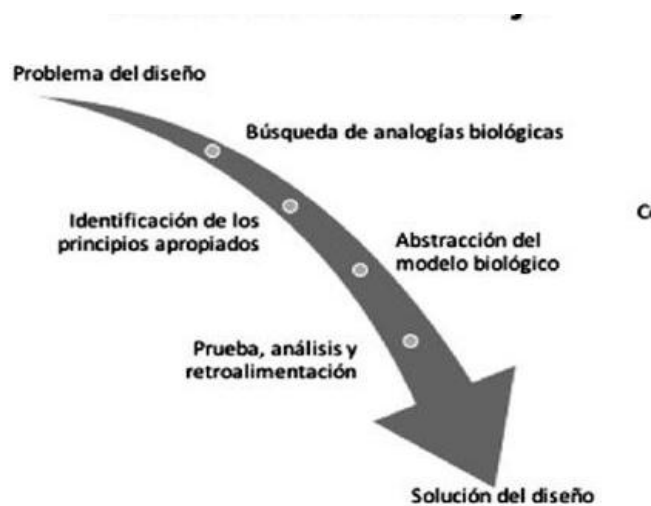 Problema del diseño
Búsqueda de analogías biológicas
Identificación de los
principios apropiados
Abstracción del
modelo biológico
Prueba, análisis y
retroalimentación
Solución del diseño